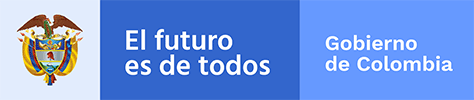 El futuro
es de todos
Gobierno
de Colombia